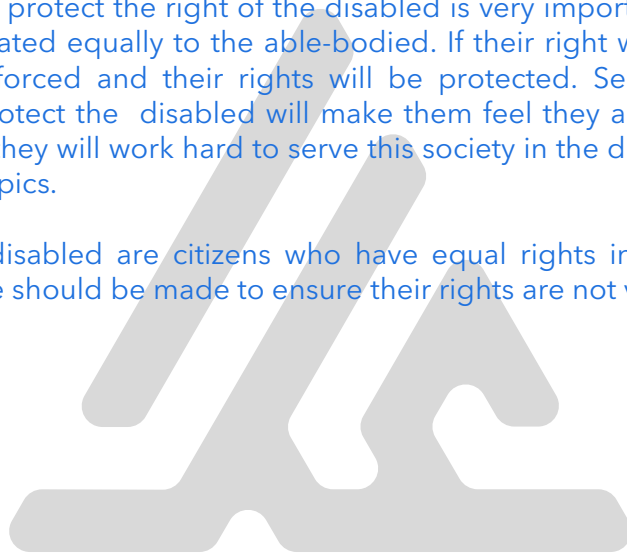 protect the right of the disabled is very import
ated equally to the able-bodied. If their right w
forced and their rights will be protected. Se
otect the disabled will make them feel they a
hey will work hard to serve this society in the d
pics.
disabled are citizens who have equal rights in
e should be made to ensure their rights are not v